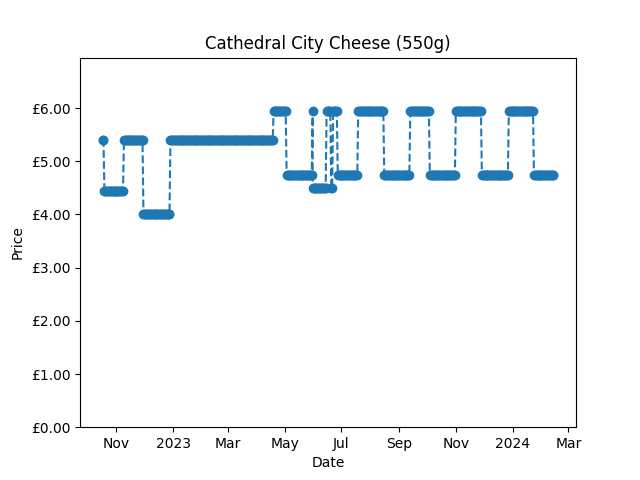 Cathedral City Cheese (550g)
£6.00
£5.00
£4.00
£3.00
£2.00
£1.00
£0.00
Price
Nov 2023 Mar May Jul Sep Nov 2024 Mar
Date